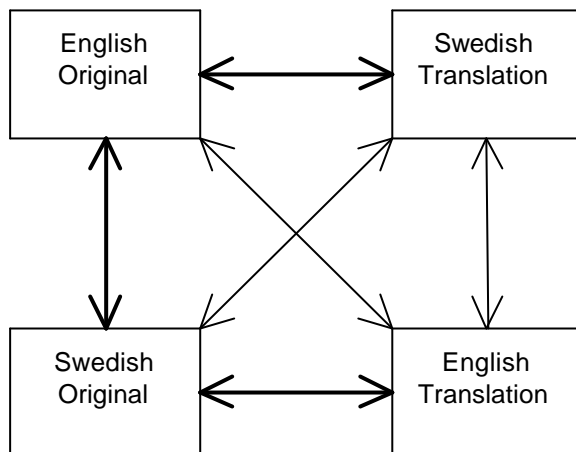 English
Original
Swedish
Translation
Swedish
Original
English
Translation